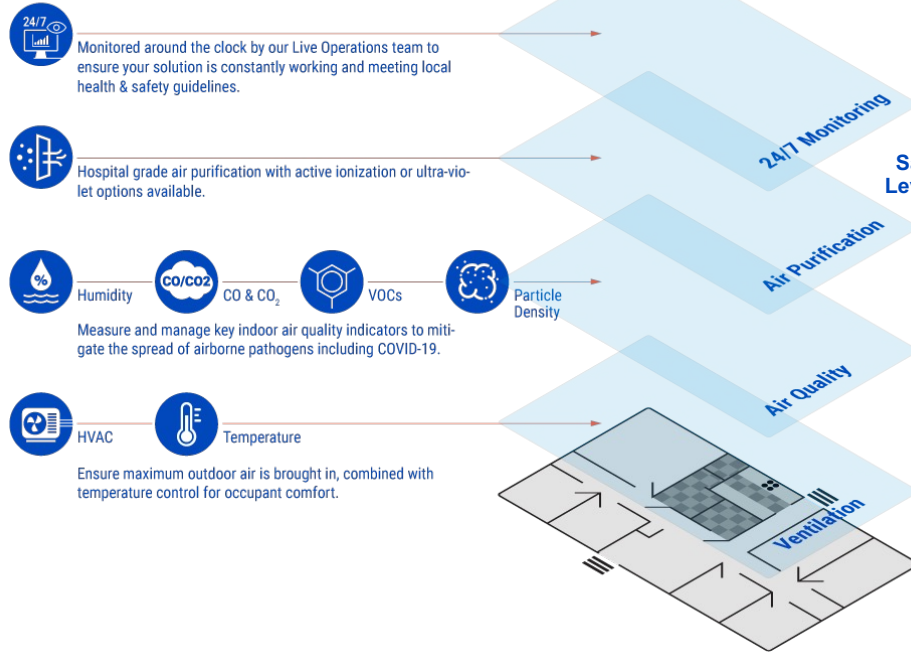 24/7
Monitored around the clock by our Live Operations team to
ensure your solution is constantly working and meeting local
health & safety guidelines.
24/7 Monitoring
Hospital grade air purification with active ionization or ultra-vio-
let options available.
S
Lev
Air Purification
%
Humidity
CO/CO2
CO & CO₂
VOCs
Particle
Density
Measure and manage key indoor air quality indicators to miti-
gate the spread of airborne pathogens including COVID-19.
Air Quality
HVAC
Temperature
Ensure maximum outdoor air is brought in, combined with
temperature control for occupant comfort.
Ventilation